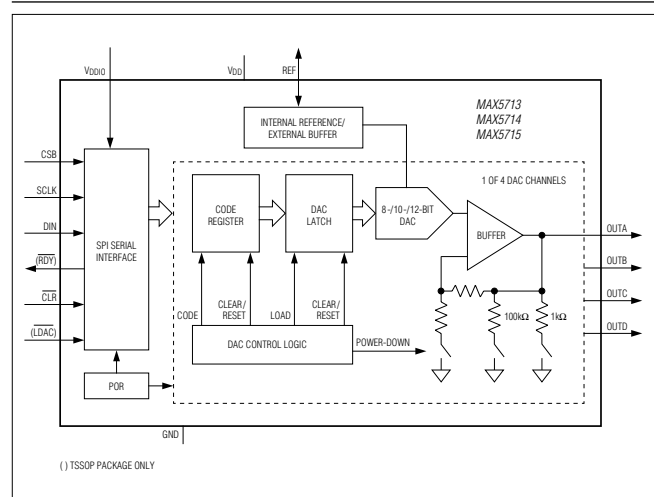 VDDIO
VDD
REF
INTERNAL REFERENCE/
EXTERNAL BUFFER
MAX5713
MAX5714
MAX5715
CSB
SCLK
DIN
(RDY)
CLR
(LDAC)
SPI SERIAL
INTERFACE
POR
1 OF 4 DAC CHANNELS
CODE
REGISTER
DAC
LATCH
8-/10-/12-BIT
DAC
BUFFER
OUTA
OUTB
OUTC
OUTD
CODE
CLEAR/
RESET
LOAD
CLEAR/
RESET
100kΩ
1kΩ
DAC CONTROL LOGIC
POWER-DOWN
GND
( ) TSSOP PACKAGE ONLY